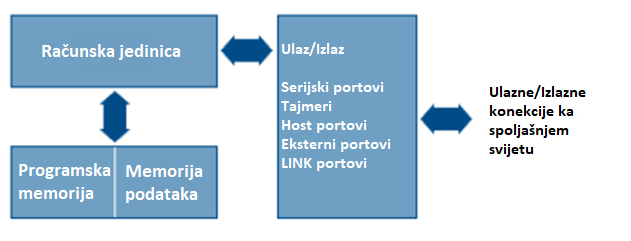 Računska jedinica
Ulaz/Izlaz
Serijski portovi
Tajmeri
Host portovi
Eksterni portovi
LINK portovi
Ulazne/Izlazne
konekcije ka
spoljašnjem
svijetu
Programska
memorija
Memorija
podataka